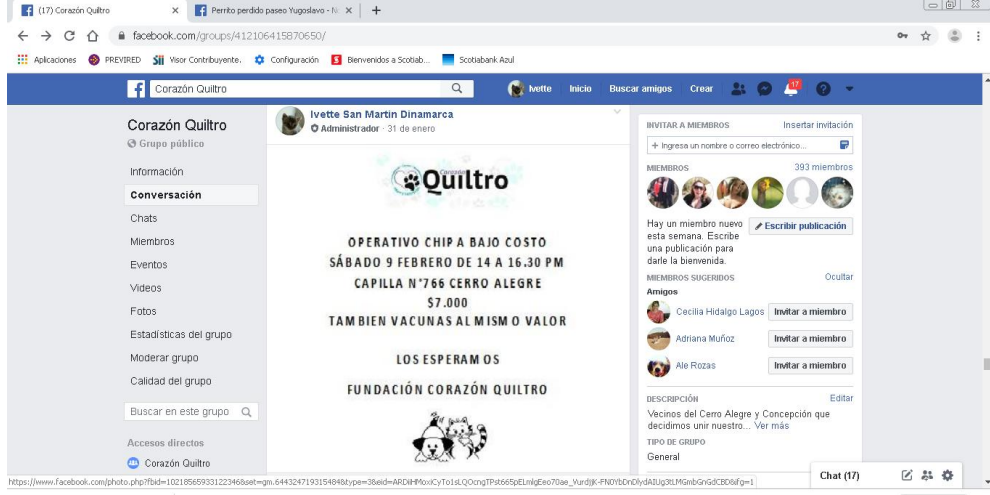 (17) Corazón Quiltro
Perrito perdido paseo Yugoslavo - N
facebook.com/groups/412106415870650/
Aplicaciones
PREVIRED
Sii Visor Contribuyente.
Configuración
Bienvenidos a Scotiab...
Scotiabank Azul
Corazón Quiltro
Ivette
Inicio
Buscar amigos
Crear
17
Corazón Quiltro
Grupo público
Información
Conversación
Chats
Miembros
Eventos
Videos
Fotos
Estadísticas del grupo
Moderar grupo
Calidad del grupo
Buscar en este grupo
Accesos directos
Corazón Quiltro
Ivette San Martin Dinamarca
Administrador · 31 de enero
Corazón
Quiltro
OPERATIVO CHIP A BAJO COSTO
SÁBADO 9 FEBRERO DE 14 A 16.30 PM
CAPILLA N°766 CERRO ALEGRE
$7.000
TAMBIEN VACUNAS AL MISMO VALOR
LOS ESPERAMOS
FUNDACIÓN CORAZÓN QUILTRO
INVITAR A MIEMBROS
Insertar invitación
+ Ingresa un nombre o correo electrónico...
MIEMBROS
393 miembros
Hay un miembro nuevo
esta semana. Escribe
una publicación para
darle la bienvenida.
Escribir publicación
MIEMBROS SUGERIDOS
Ocultar
Amigos
Cecilia Hidalgo Lagos
Invitar a miembro
Adriana Muñoz
Invitar a miembro
Ale Rozas
Invitar a miembro
DESCRIPCIÓN
Editar
Vecinos del Cerro Alegre y Concepción que
decidimos unir nuestro... Ver más
TIPO DE GRUPO
General
Chat (17)